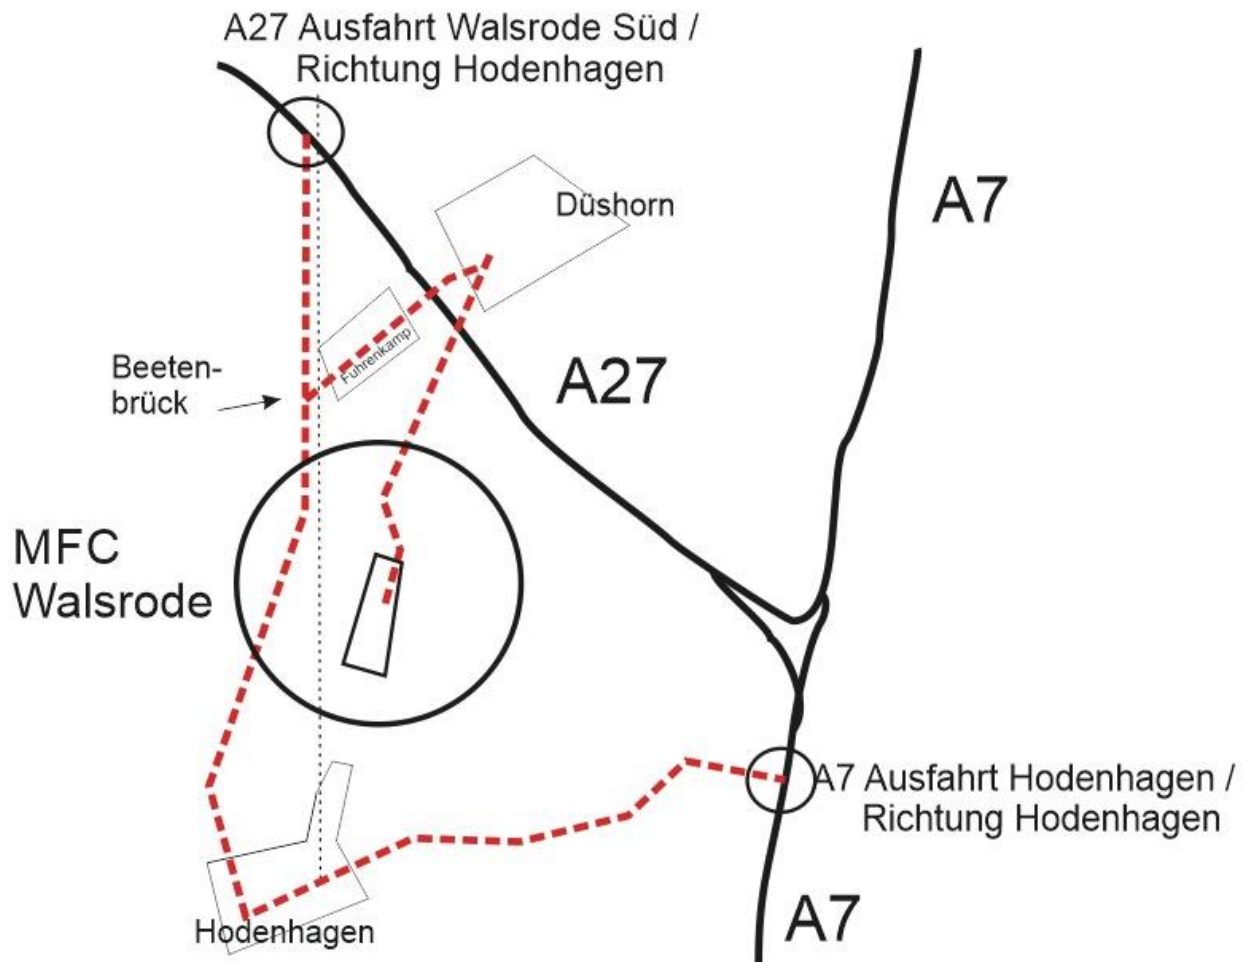 A27 Ausfahrt Walsrode Süd /
Richtung Hodenhagen
A7
Düshorn
Fuhrenkamp
Beeten-
brück
A27
MFC
Walsrode
A7 Ausfahrt Hodenhagen /
Richtung Hodenhagen
A7
Hodenhagen